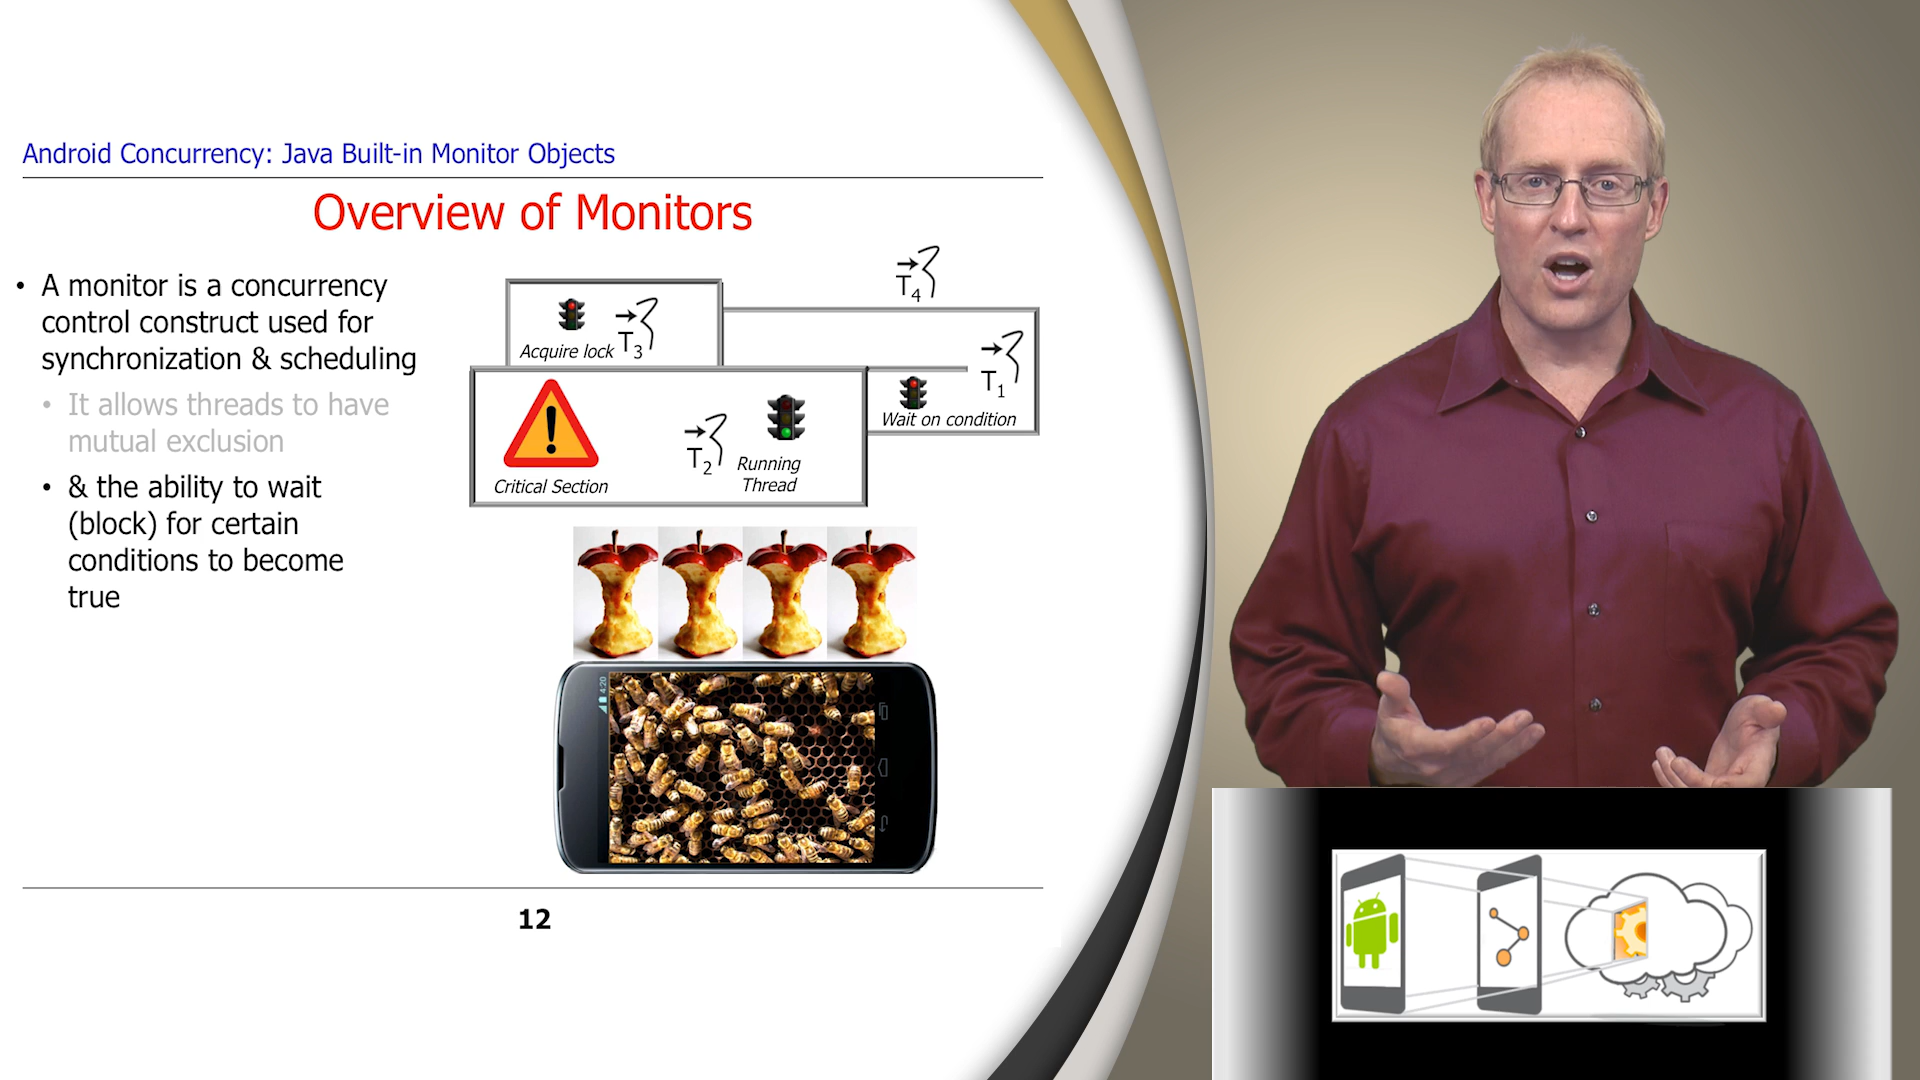 Android Concurrency: Java Built-in Monitor Objects
Overview of Monitors
• A monitor is a concurrency
control construct used for
synchronization & scheduling
• It allows threads to have
mutual exclusion
• & the ability to wait
(block) for certain
conditions to become
true
T4
Acquire lock
T3
T1
Wait on condition
Critical Section
T2
Running
Thread
4:20
12